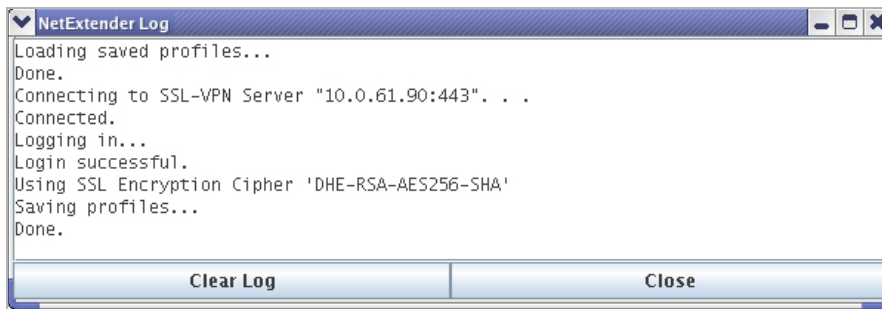 NetExtender Log
Loading saved profiles...
Done.
Connecting to SSL-VPN Server "10.0.61.90:443". . .
Connected.
Logging in...
Login successful.
Using SSL Encryption Cipher 'DHE-RSA-AES256-SHA'
Saving profiles...
Done.
Clear Log
Close